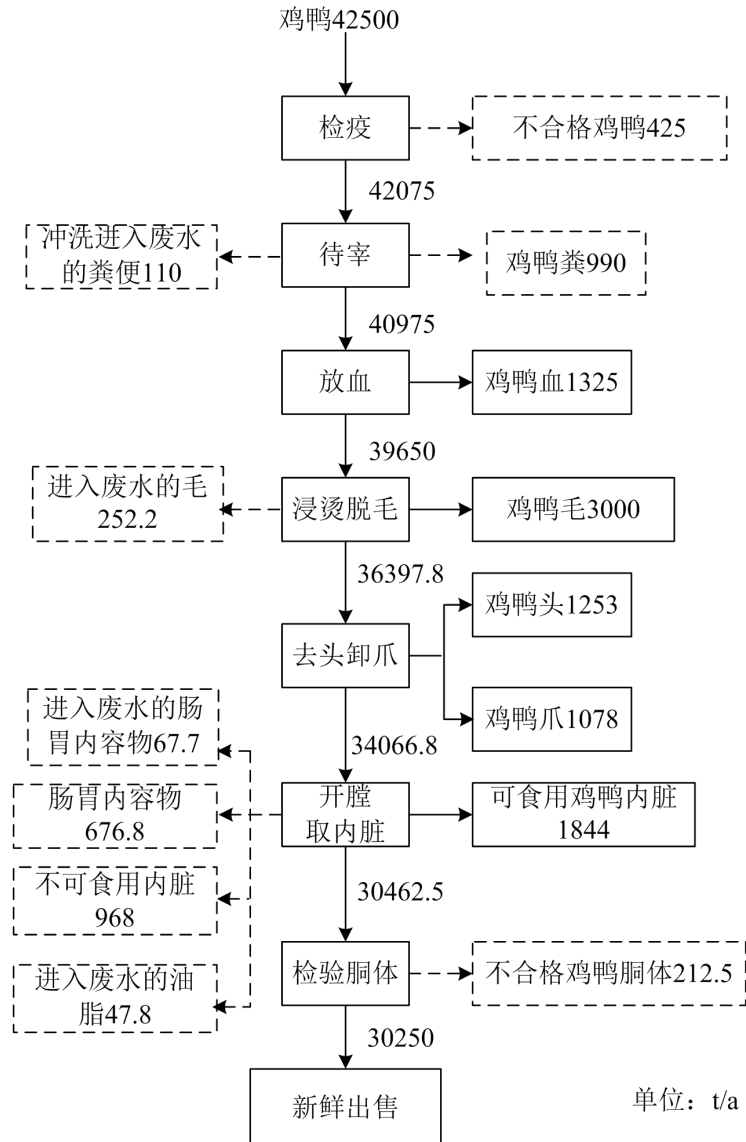 鸡鸭42500
检疫
不合格鸡鸭425
42075
冲洗进入废水
的粪便110
待宰
鸡鸭粪990
40975
放血
鸡鸭血1325
39650
进入废水的毛
252.2
浸烫脱毛
鸡鸭毛3000
36397.8
鸡鸭头1253
去头卸爪
鸡鸭爪1078
进入废水的肠
胃内容物67.7
34066.8
肠胃内容物
676.8
开膛
取内脏
可食用鸡鸭内脏
1844
不可食用内脏
968
30462.5
进入废水的油
脂47.8
检验胴体
不合格鸡鸭胴体212.5
30250
新鲜出售
单位：t/a